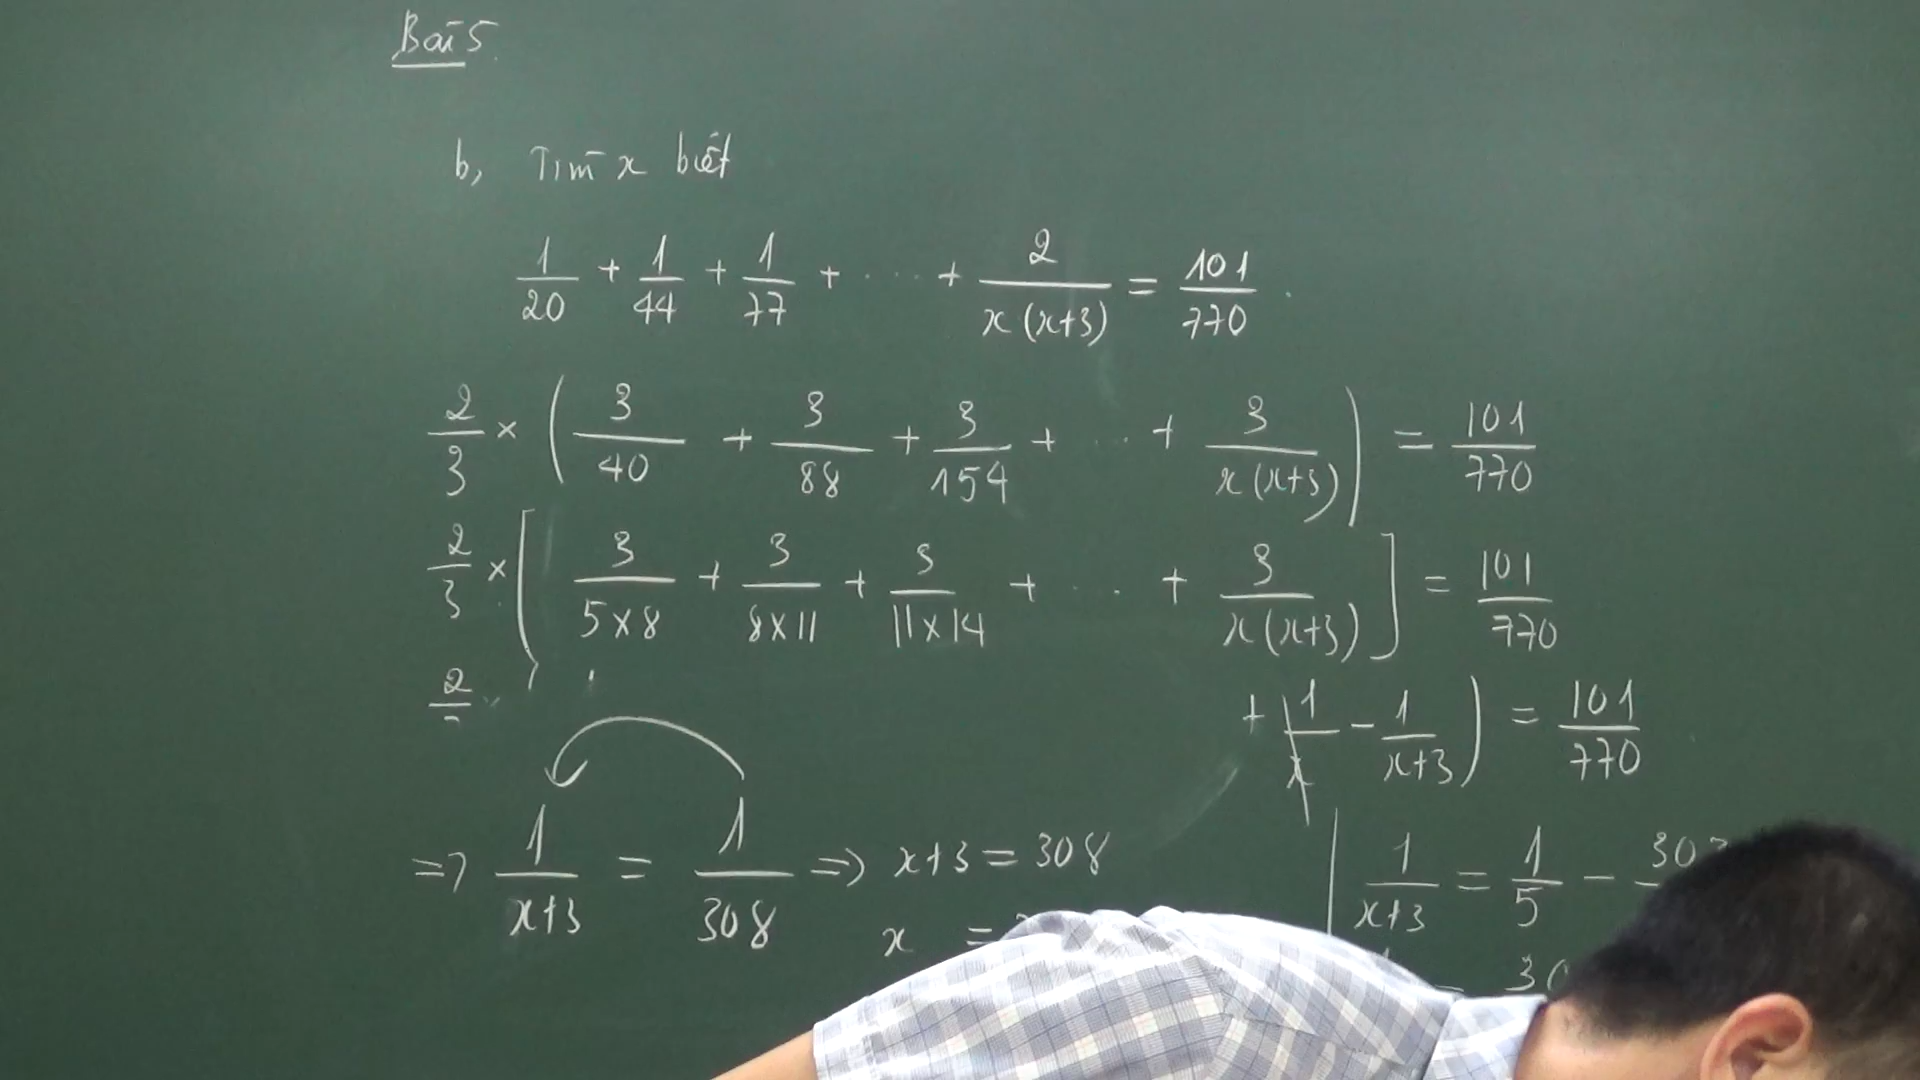 Bài 5.
b, Tìm x biết
1/20 + 1/44 + 1/77 + .... + 2/x(x+3) = 101/770.
2/3 × (3/40 + 3/88 + 3/154 + ... + 3/x(x+3)) = 101/770
2/3 × [3/5×8 + 3/8×11 + 3/11×14 + ... + 3/x(x+3)] = 101/770
2
+ 1/x - 1/x+3) = 101/770
=> 1/x+3 = 1/308 => x+3 = 308
x =
1/x+3 = 1/5 - 30